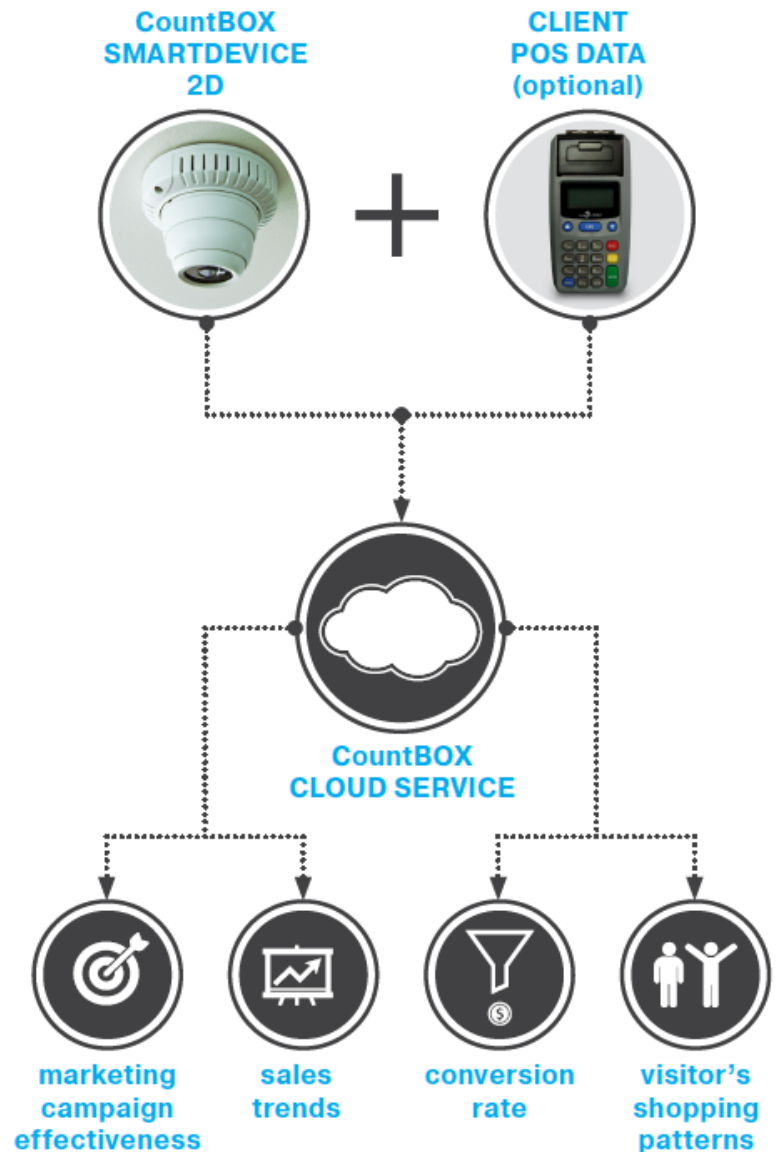 CountBOX
SMARTDEVICE
2D
CLIENT
POS DATA
(optional)
CountBOX
CLOUD SERVICE
marketing
campaign
effectiveness
sales
trends
conversion
rate
visitor's
shopping
patterns